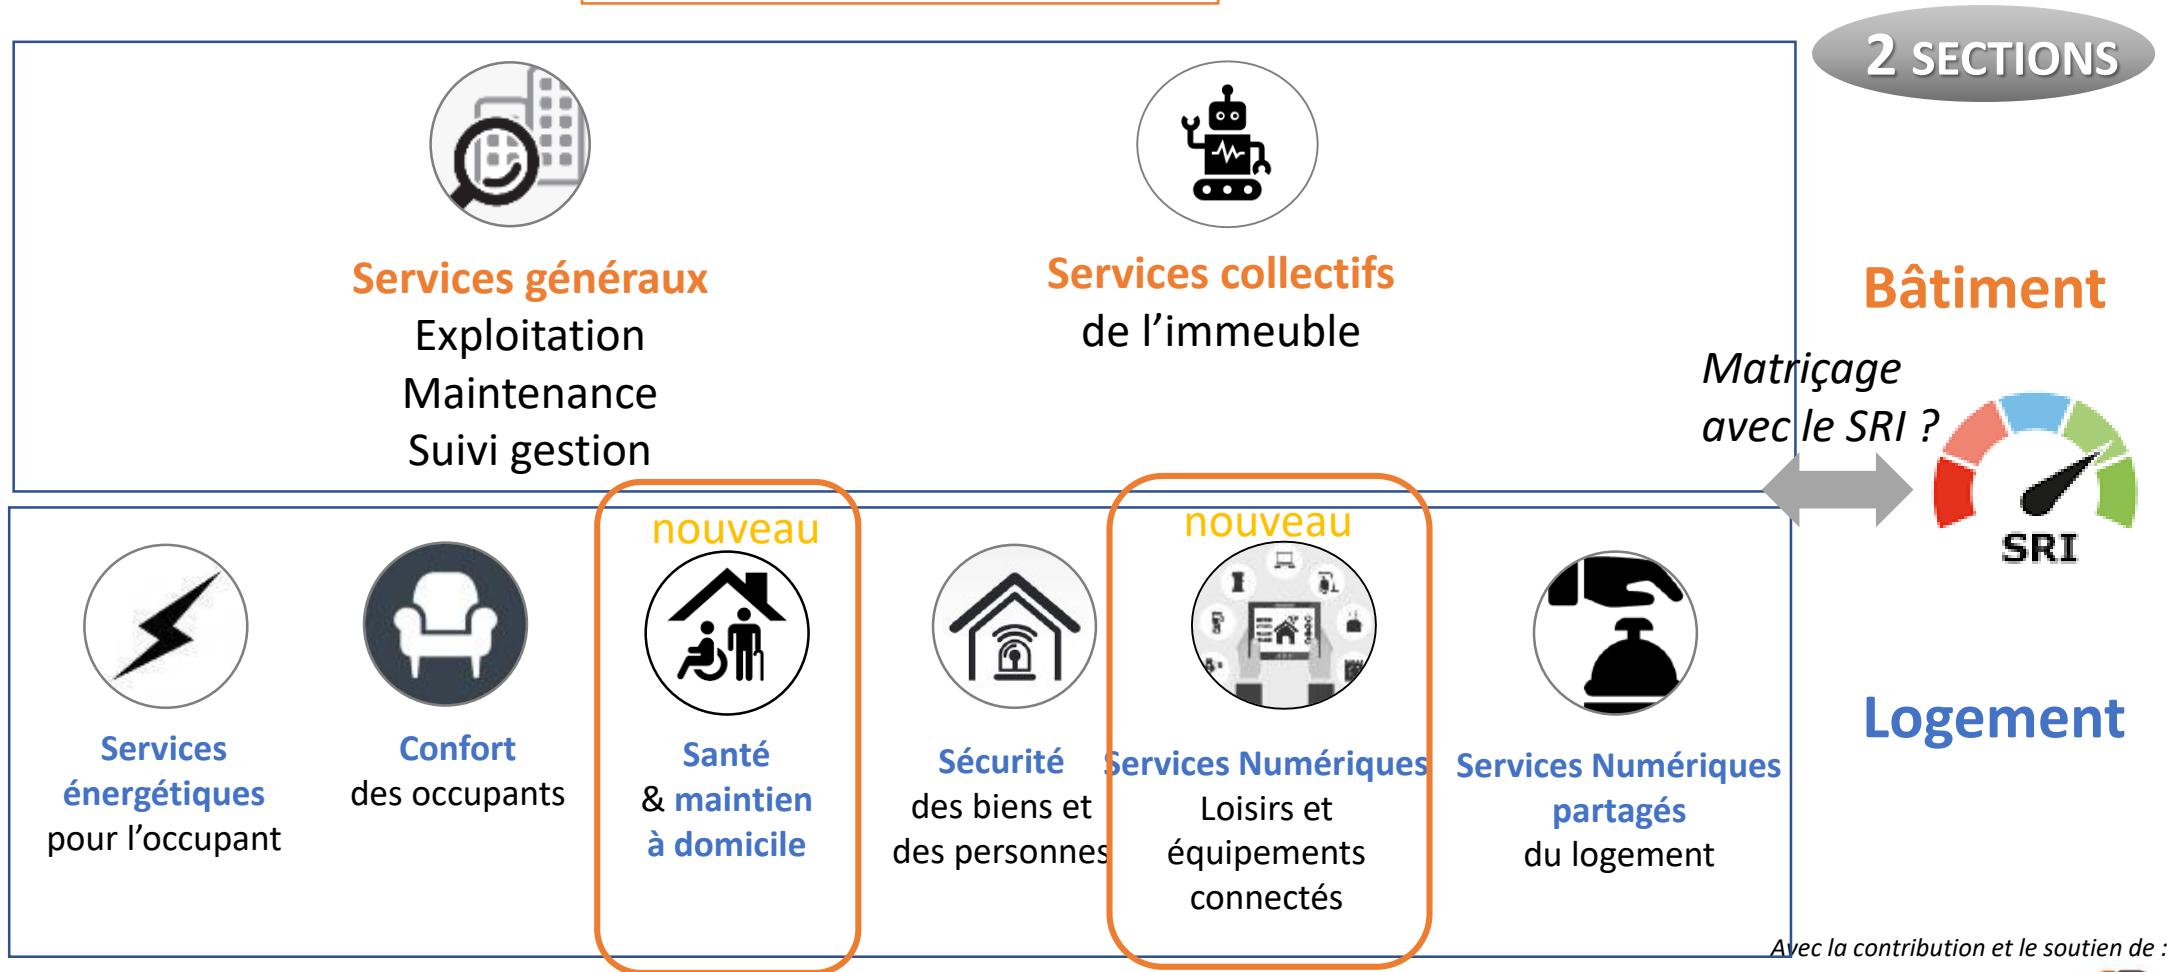 2 SECTIONS
Services généraux
Exploitation
Maintenance
Suivi gestion
Services collectifs
de l’immeuble
Bâtiment
Matriçage
avec le SRI ?
SRI
nouveau
nouveau
Services
énergétiques
pour l’occupant
Confort
des occupants
Santé
& maintien
à domicile
Sécurité
des biens et
des personnes
Services Numériques
Loisirs et
équipements
connectés
Services Numériques
partagés
du logement
Logement
Avec la contribution et le soutien de :